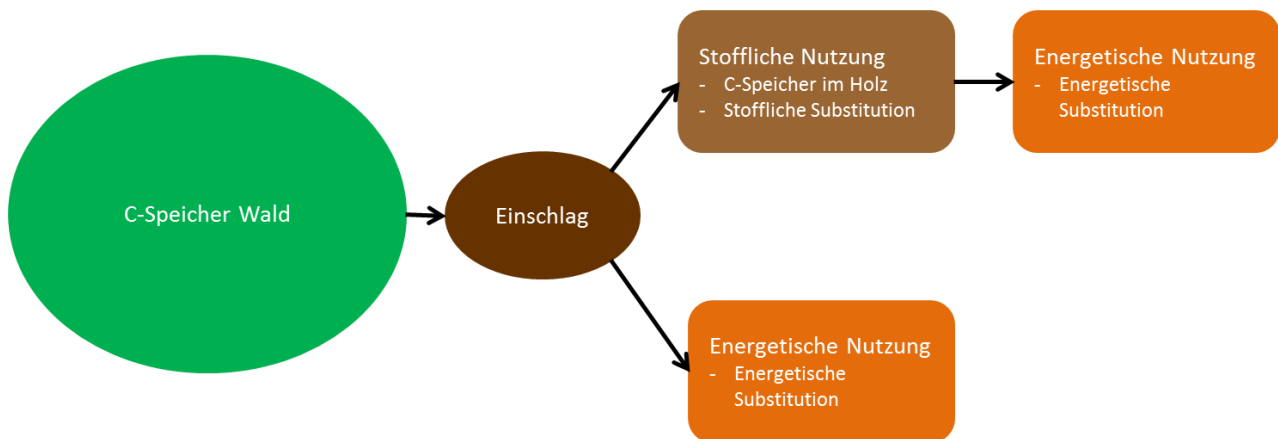 C-Speicher Wald
Einschlag
Stoffliche Nutzung
- C-Speicher im Holz
- Stoffliche Substitution
Energetische Nutzung
- Energetische
Substitution
Energetische Nutzung
- Energetische
Substitution